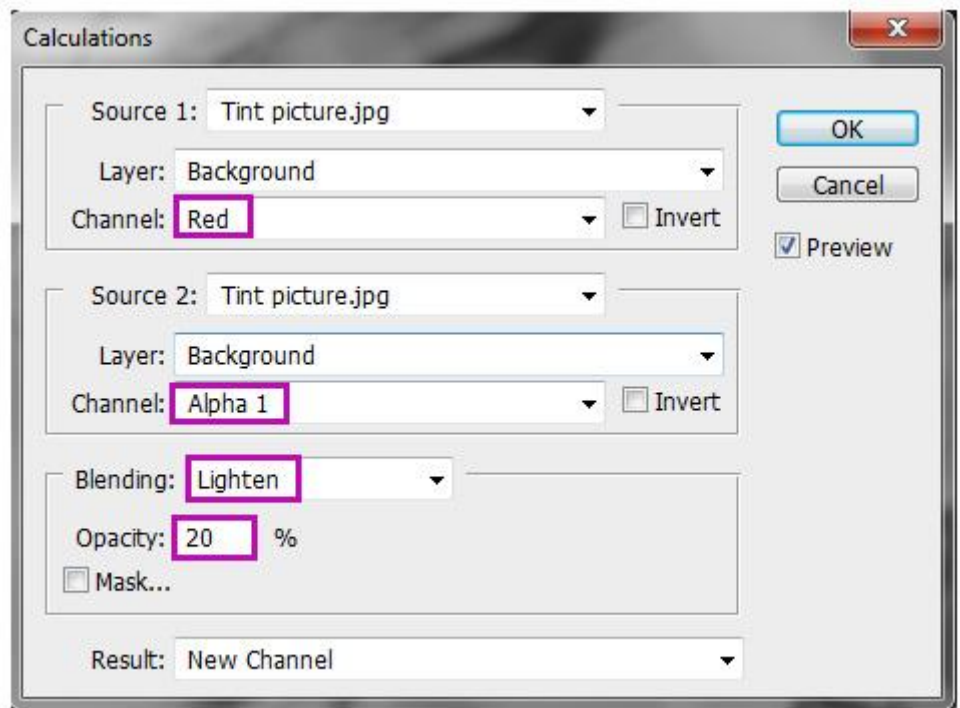 Calculations
Source 1: Tint picture.jpg
OK
Layer: Background
Cancel
Channel: Red Invert
Preview
Source 2: Tint picture.jpg
Layer: Background
Channel: Alpha 1 Invert
Blending: Lighten
Opacity: 20 %
Mask...
Result: New Channel